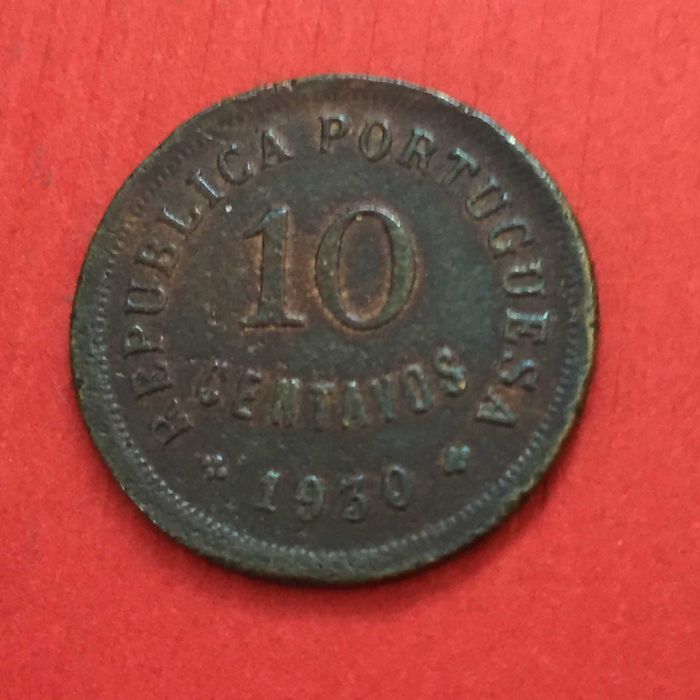 REPUBLICA PORTUGUESA
10
CENTAVOS
* 1930 *